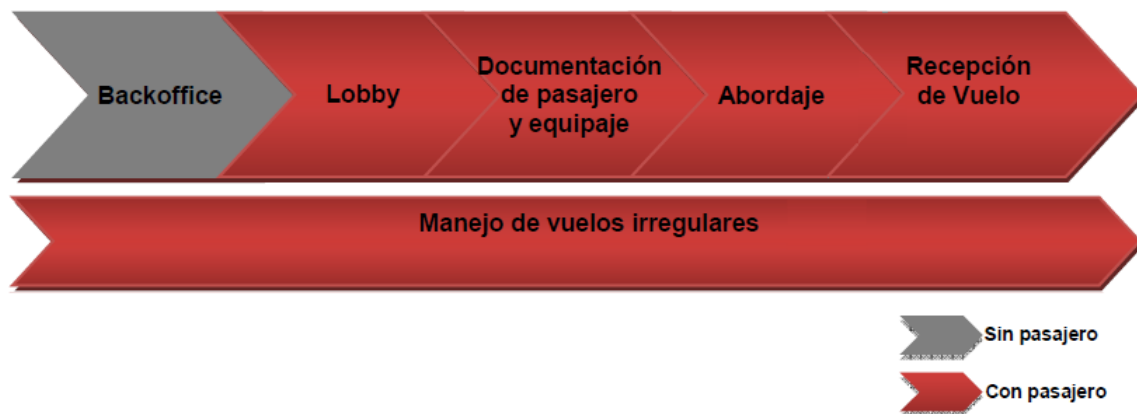 Backoffice
Lobby
Documentación
de pasajero
y equipaje
Abordaje
Recepción
de Vuelo
Manejo de vuelos irregulares
Sin pasajero
Con pasajero